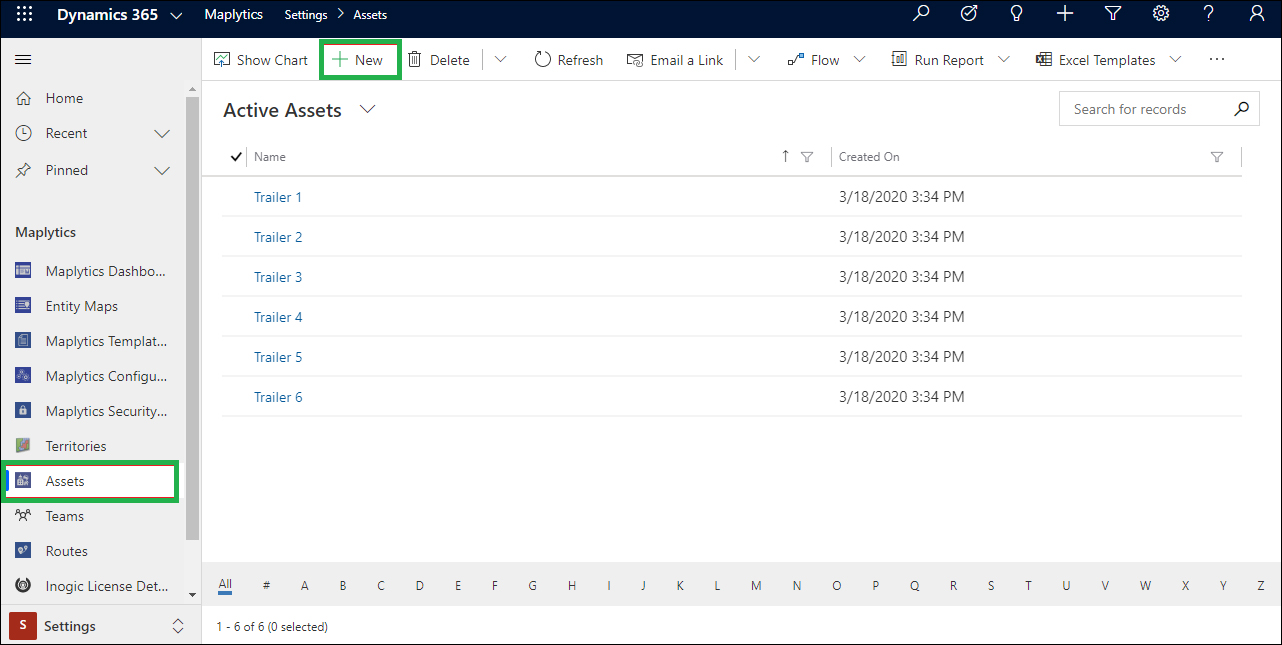 Dynamics 365 Maplytics Settings > Assets
Show Chart New Delete Refresh Email a Link Flow Run Report Excel Templates ...
Home
Recent
Pinned
Maplytics
Maplytics Dashbo...
Entity Maps
Maplytics Templat...
Maplytics Configu...
Maplytics Security...
Territories
Assets
Teams
Routes
Inogic License Det...
S Settings
Active Assets
Search for records
Name Created On
Trailer 1 3/18/2020 3:34 PM
Trailer 2 3/18/2020 3:34 PM
Trailer 3 3/18/2020 3:34 PM
Trailer 4 3/18/2020 3:34 PM
Trailer 5 3/18/2020 3:34 PM
Trailer 6 3/18/2020 3:34 PM
All # A B C D E F G H I J K L M N O P Q R S T U V W X Y Z
1 - 6 of 6 (0 selected)